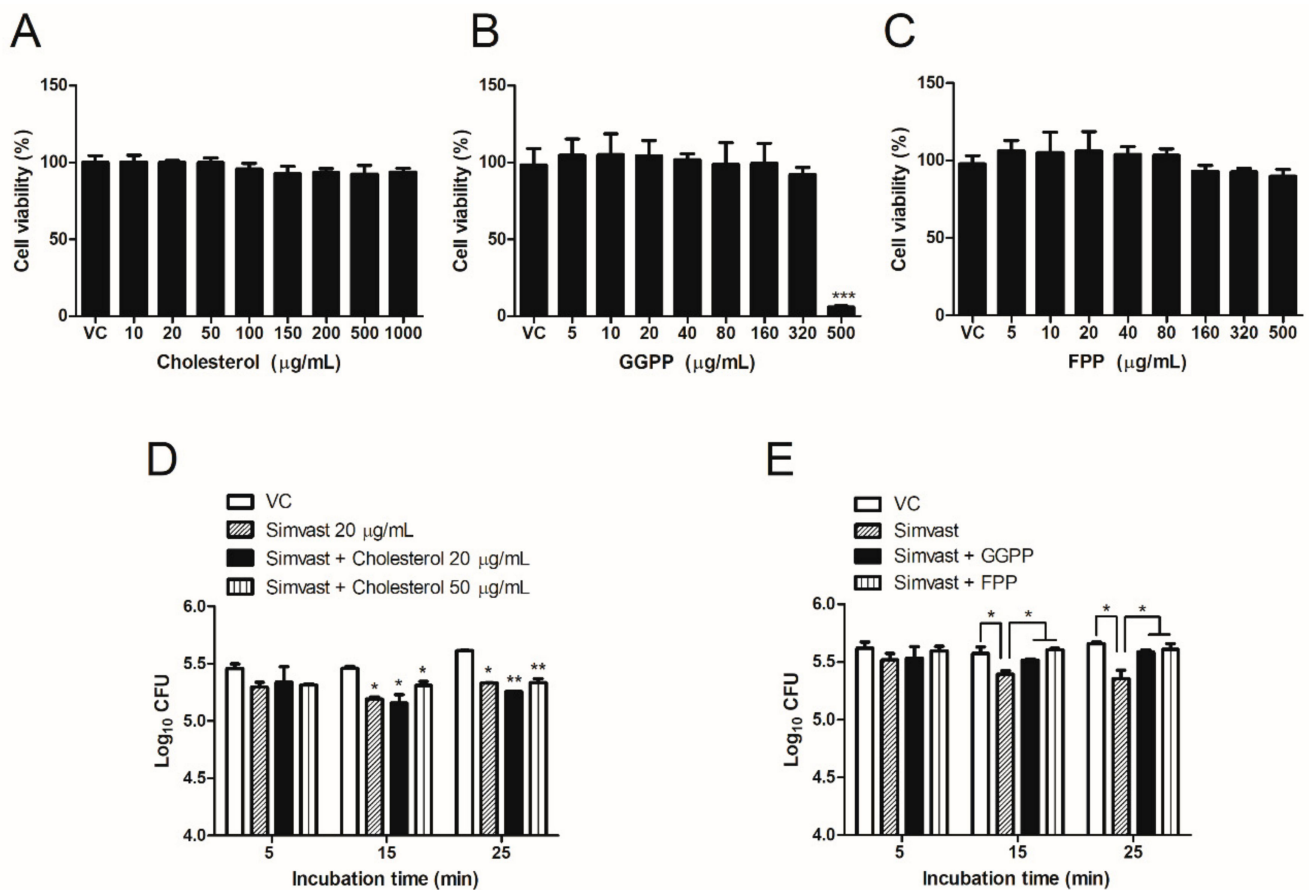 A
B
C
150
100
50
0
Cell viability (%)
VC 10 20 50 100 150 200 500 1000
Cholesterol (μg/mL)
150
100
50
0
Cell viability (%)
***
VC 5 10 20 40 80 160 320 500
GGPP (μg/mL)
150
100
50
0
Cell viability (%)
VC 5 10 20 40 80 160 320 500
FPP (μg/mL)
D
VC
Simvast 20 μg/mL
Simvast + Cholesterol 20 μg/mL
Simvast + Cholesterol 50 μg/mL
6.0
5.5
5.0
4.5
4.0
Log₁₀ CFU
* * * * ** **
5 15 25
Incubation time (min)
E
VC
Simvast
Simvast + GGPP
Simvast + FPP
6.0
5.5
5.0
4.5
4.0
Log₁₀ CFU
* * * *
5 15 25
Incubation time (min)